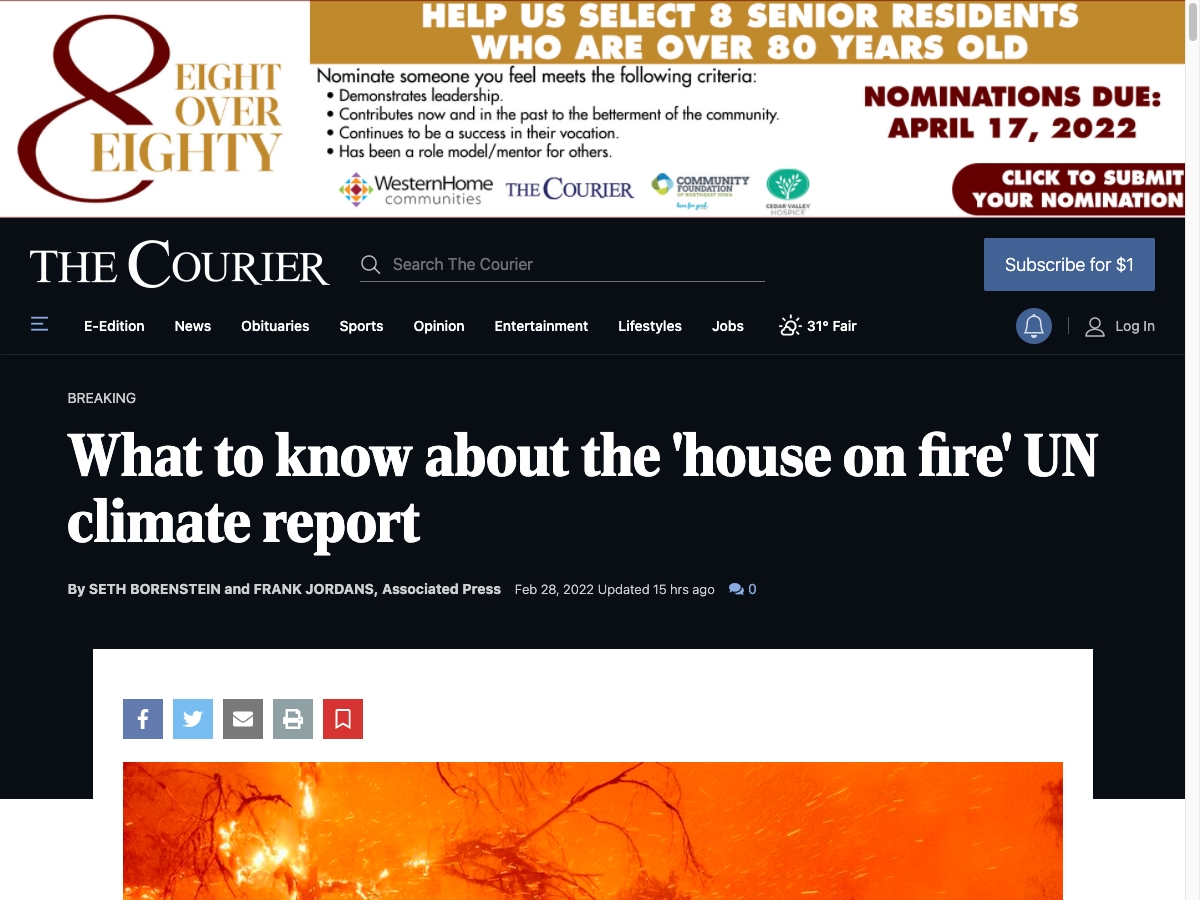 8
EIGHT
OVER
EIGHTY
HELP US SELECT 8 SENIOR RESIDENTS
WHO ARE OVER 80 YEARS OLD
Nominate someone you feel meets the following criteria:
• Demonstrates leadership.
• Contributes now and in the past to the betterment of the community.
• Continues to be a success in their vocation.
• Has been a role model/mentor for others.
NOMINATIONS DUE:
APRIL 17, 2022
WesternHome
communities
THE COURIER
COMMUNITY
FOUNDATION
OF NORTHEAST IOWA
here for good.
CEDAR VALLEY
HOSPICE
CLICK TO SUBMIT
YOUR NOMINATION
THE COURIER
Search The Courier
Subscribe for $1
E-Edition News Obituaries Sports Opinion Entertainment Lifestyles Jobs 31° Fair Log In
BREAKING
What to know about the 'house on fire' UN
climate report
By SETH BORENSTEIN and FRANK JORDANS, Associated Press Feb 28, 2022 Updated 15 hrs ago 0